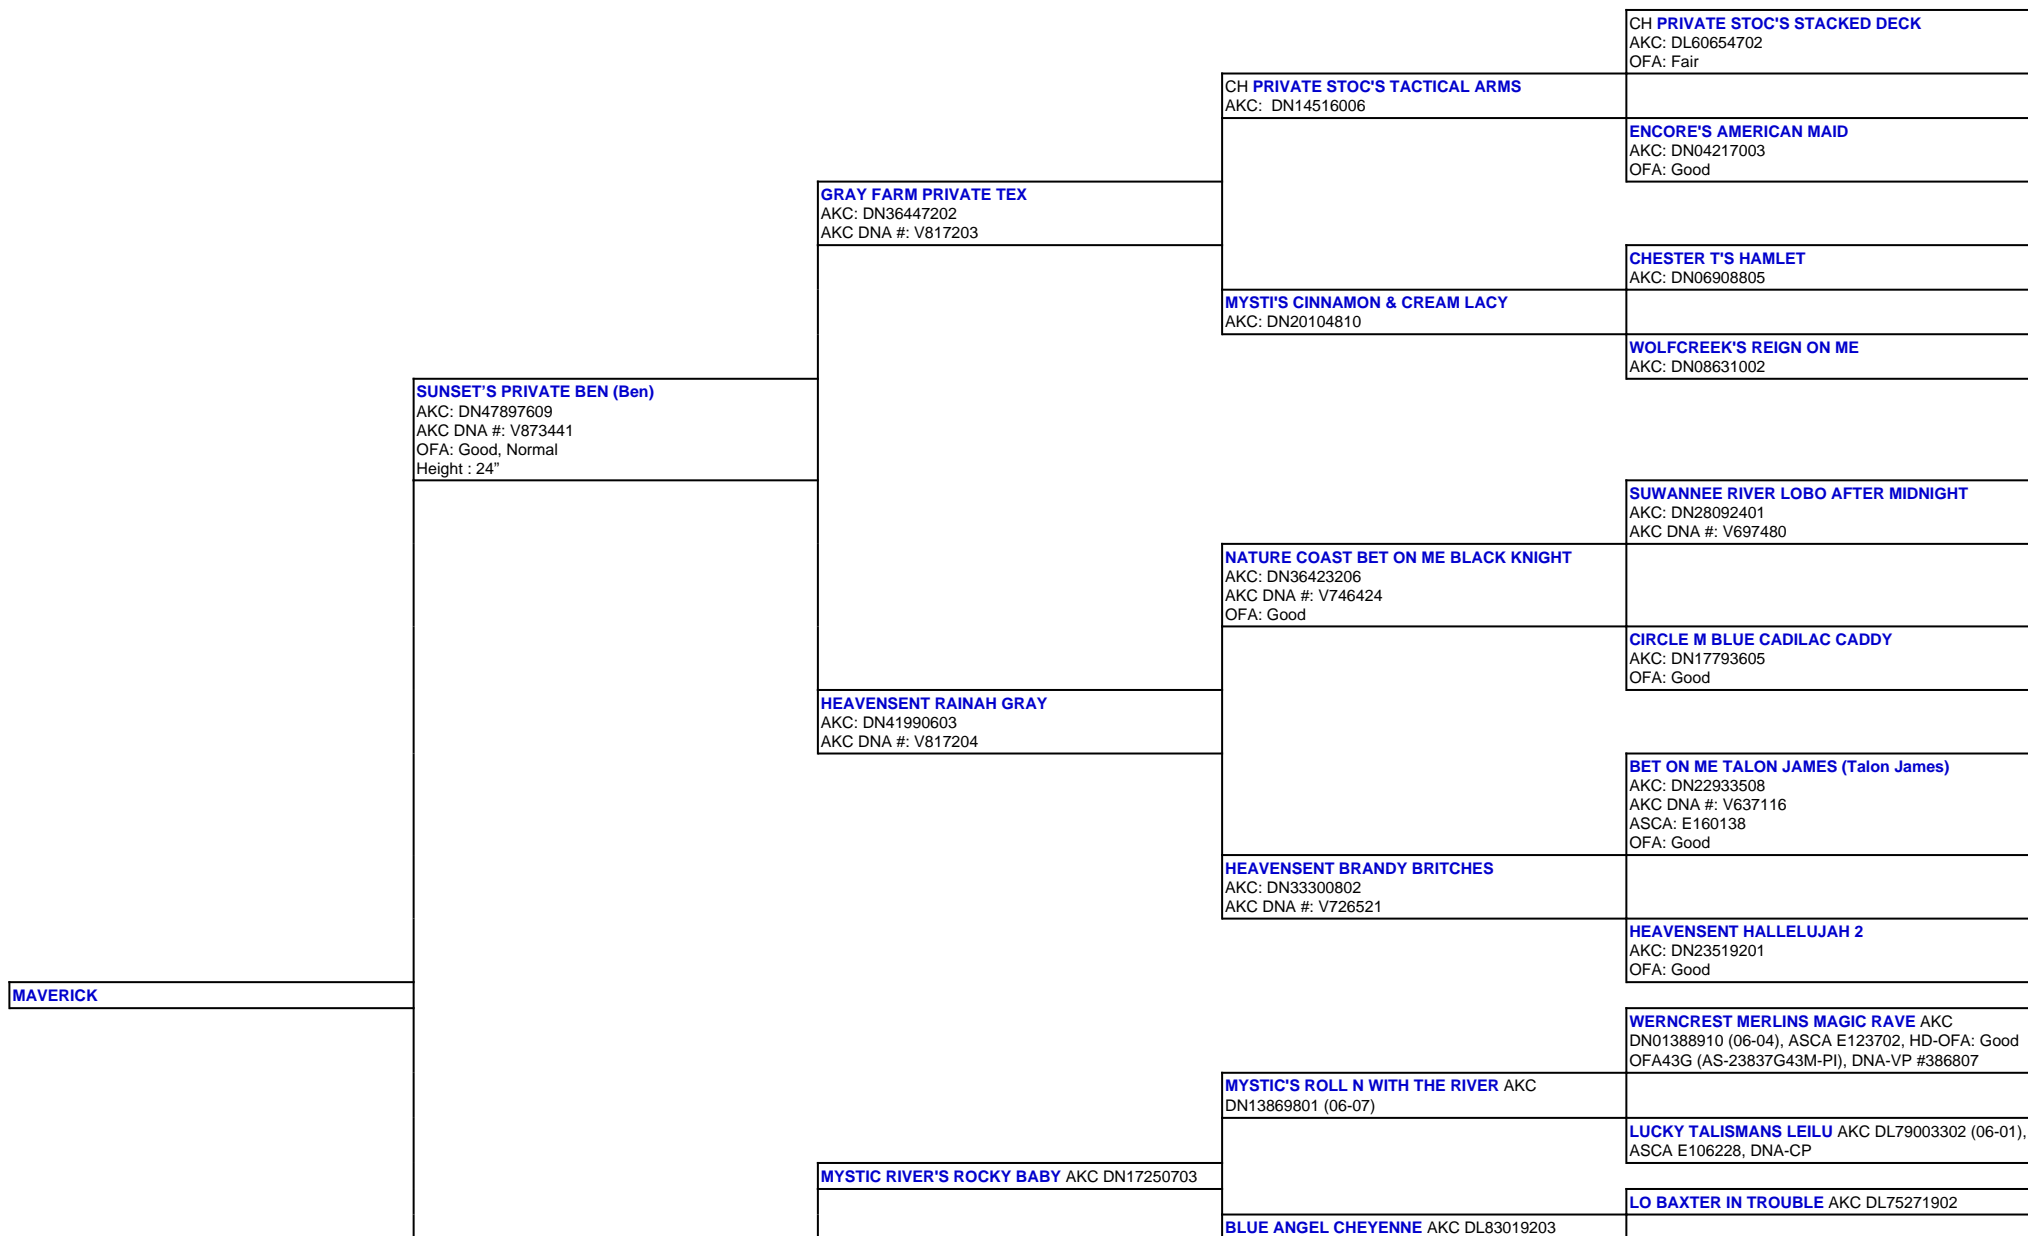 CH PRIVATE STOC'S STACKED DECK
AKC: DL60654702
OFA: Fair
CH PRIVATE STOC'S TACTICAL ARMS
AKC:  DN14516006
ENCORE'S AMERICAN MAID
AKC: DN04217003
OFA: Good
GRAY FARM PRIVATE TEX
AKC: DN36447202
AKC DNA #: V817203
CHESTER T'S HAMLET
AKC: DN06908805
MYSTI'S CINNAMON & CREAM LACY
AKC: DN20104810
WOLFCREEK'S REIGN ON ME
AKC: DN08631002
SUNSET’S PRIVATE BEN (Ben)
AKC: DN47897609
AKC DNA #: V873441
OFA: Good, Normal
Height : 24”
SUWANNEE RIVER LOBO AFTER MIDNIGHT
AKC: DN28092401
AKC DNA #: V697480
NATURE COAST BET ON ME BLACK KNIGHT
AKC: DN36423206
AKC DNA #: V746424
OFA: Good
CIRCLE M BLUE CADILAC CADDY
AKC: DN17793605
OFA: Good
HEAVENSENT RAINAH GRAY
AKC: DN41990603
AKC DNA #: V817204
BET ON ME TALON JAMES (Talon James)
AKC: DN22933508
AKC DNA #: V637116
ASCA: E160138
OFA: Good
HEAVENSENT BRANDY BRITCHES
AKC: DN33300802
AKC DNA #: V726521
HEAVENSENT HALLELUJAH 2
AKC: DN23519201
OFA: Good
MAVERICK
WERNCREST MERLINS MAGIC RAVE AKC
DN01388910 (06-04), ASCA E123702, HD-OFA: Good
OFA43G (AS-23837G43M-PI), DNA-VP #386807
MYSTIC'S ROLL N WITH THE RIVER AKC
DN13869801 (06-07)
LUCKY TALISMANS LEILU AKC DL79003302 (06-01),
ASCA E106228, DNA-CP
MYSTIC RIVER'S ROCKY BABY AKC DN17250703
LO BAXTER IN TROUBLE AKC DL75271902
BLUE ANGEL CHEYENNE AKC DL83019203